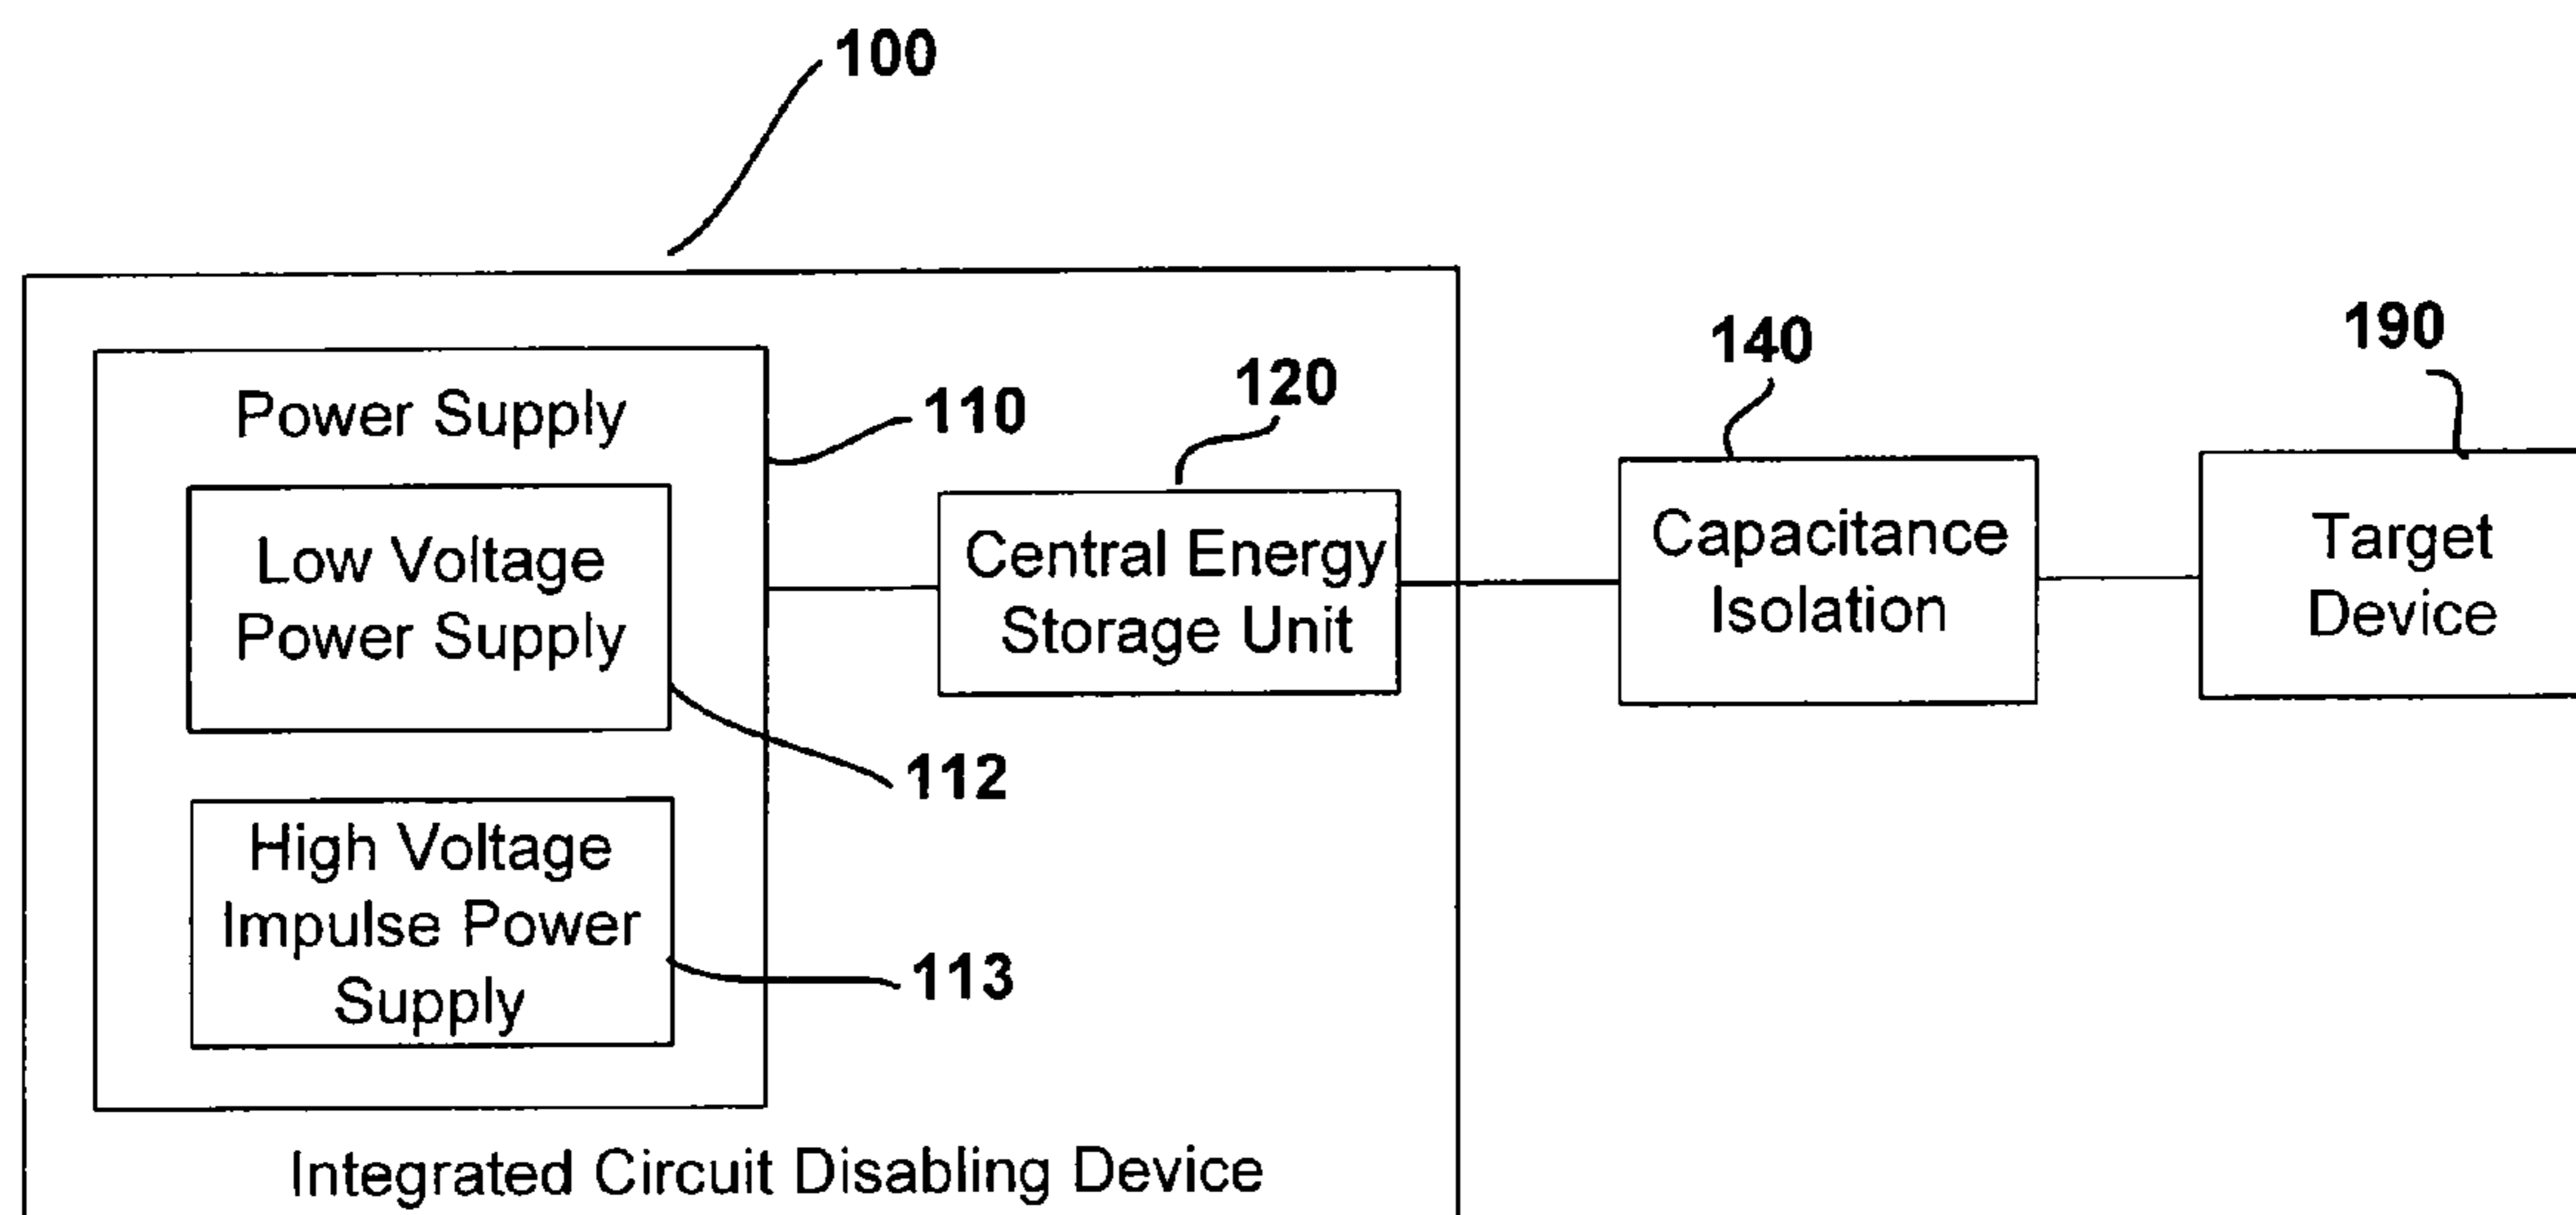 100
140
190
120
Power Supply
110
Low Voltage
Power Supply
Central Energy
Storage Unit
Capacitance
Isolation
Target
Device
112
High Voltage
Impulse Power
Supply
113
Integrated Circuit Disabling Device